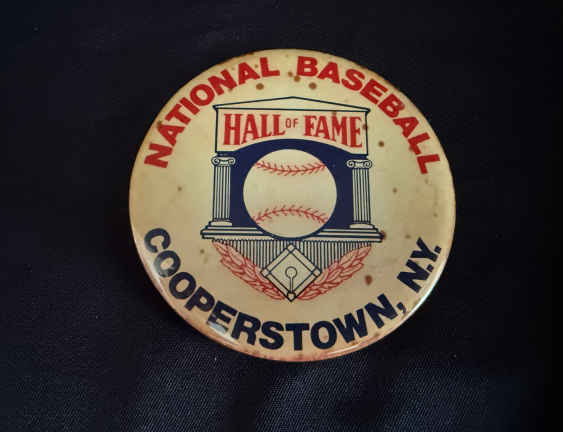 NATIONAL BASEBALL
HALL OF FAME
COOPERSTOWN, N.Y.